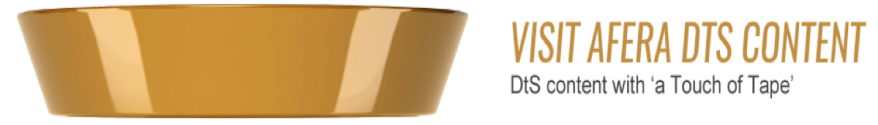 VISIT AFERA DTS CONTENT
DtS content with ‘a Touch of Tape’